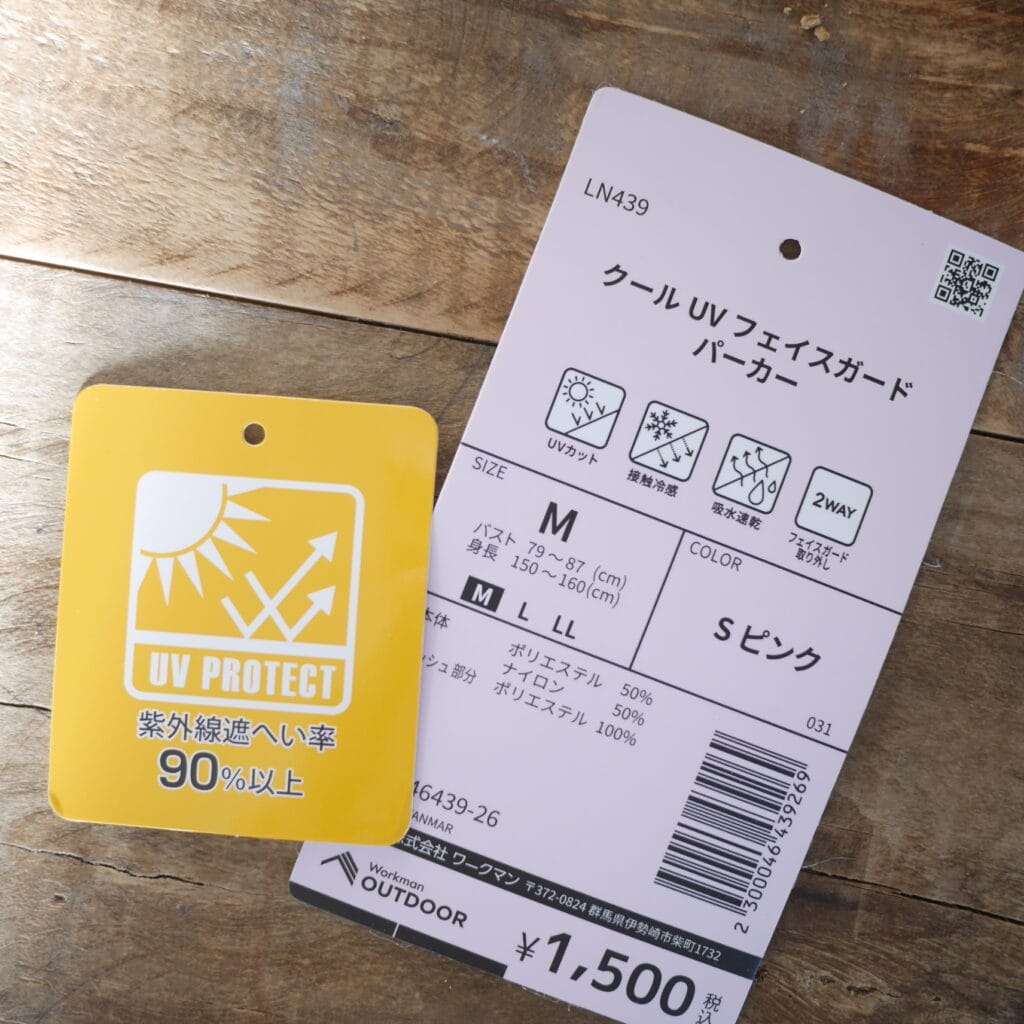 LN439
クール UV フェイスガード
パーカー
UVカット
接触冷感
吸水速乾
2WAY
フェイスガード
取り外し
SIZE
M
バスト 79～87 (cm)
身長 150～160(cm)
M L LL
COLOR
S ピンク
031
本体 ポリエステル 50%
ナイロン 50%
ッシュ部分 ポリエステル 100%
46439-26
ANMAR
2300046439269
式会社 ワークマン 〒372-0824 群馬県伊勢崎市柴町1732
Workman
OUTDOOR
¥1,500 税込
UV PROTECT
紫外線遮へい率
90%以上